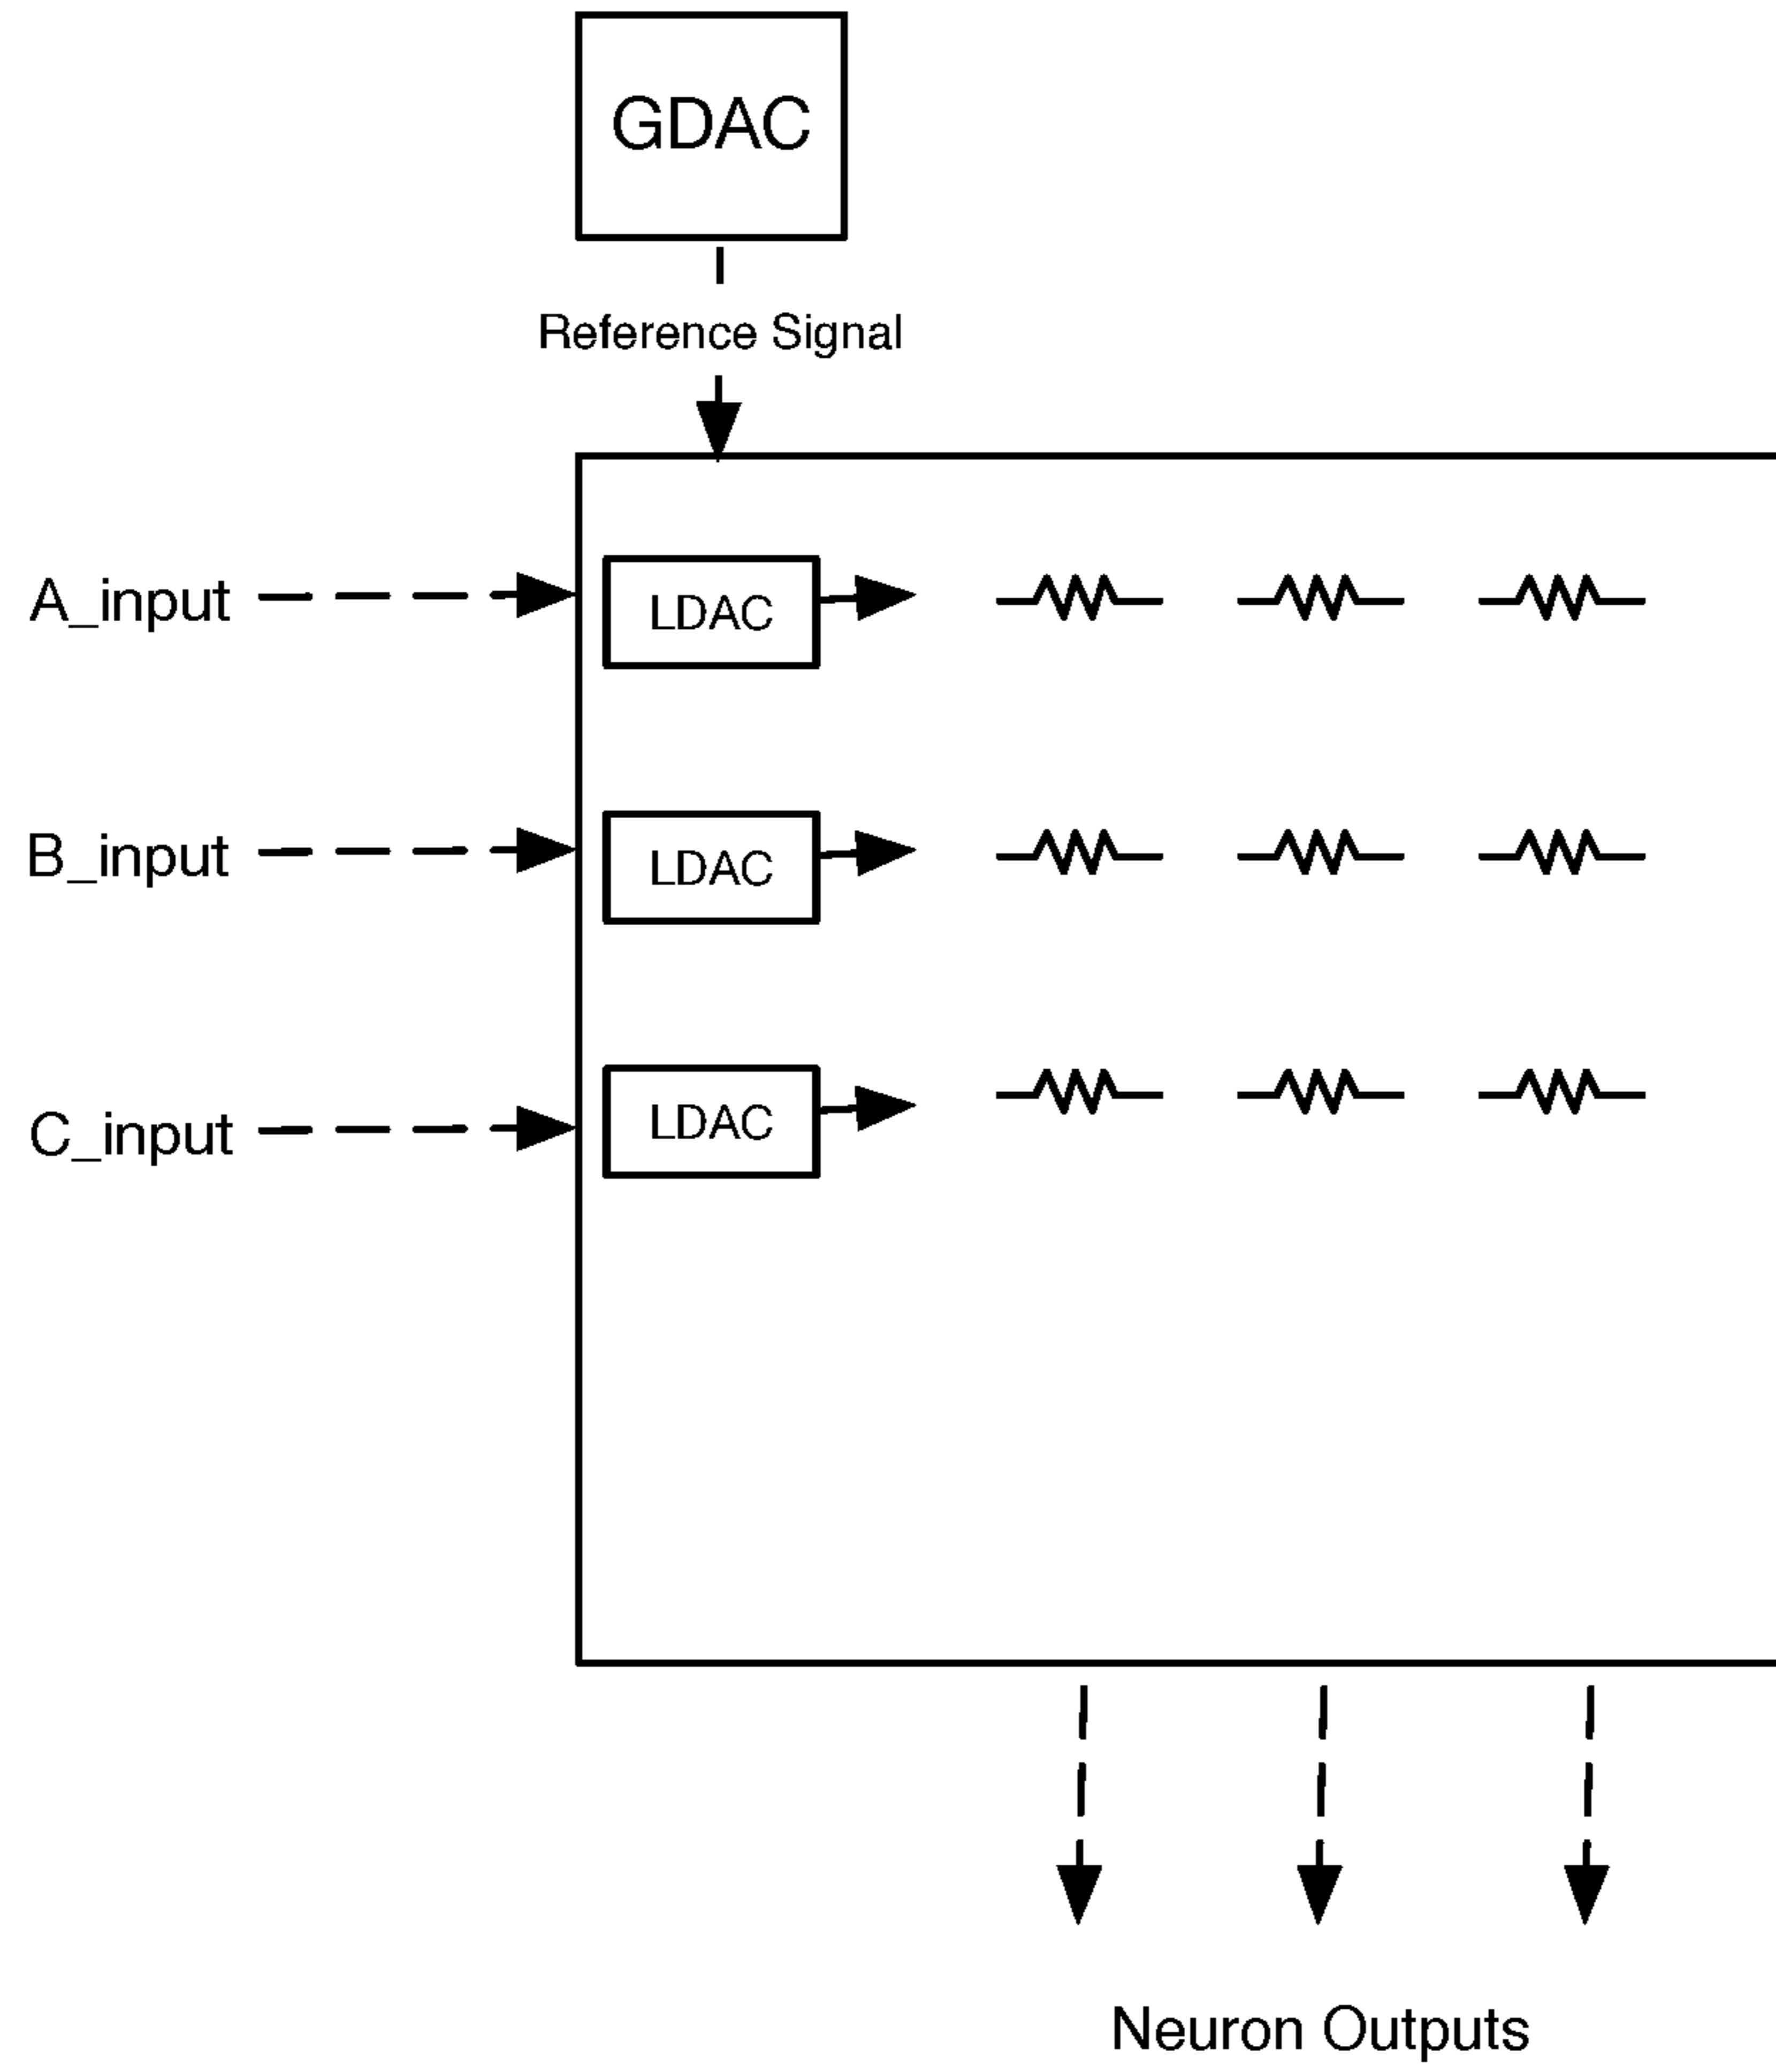 GDAC
Reference Signal
A_input
LDAC
B_input
LDAC
C_input
LDAC
Neuron Outputs